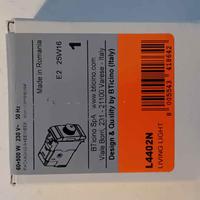 Made in Romania
E2 25W16
1
www.bticino.com
BTicino SpA
Viale Borri, 231 - 21100 Varese - Italy
Design & Quality by BTicino (Italy)
60÷500 W 230 V~ 50 Hz
L4402N
LIVING LIGHT